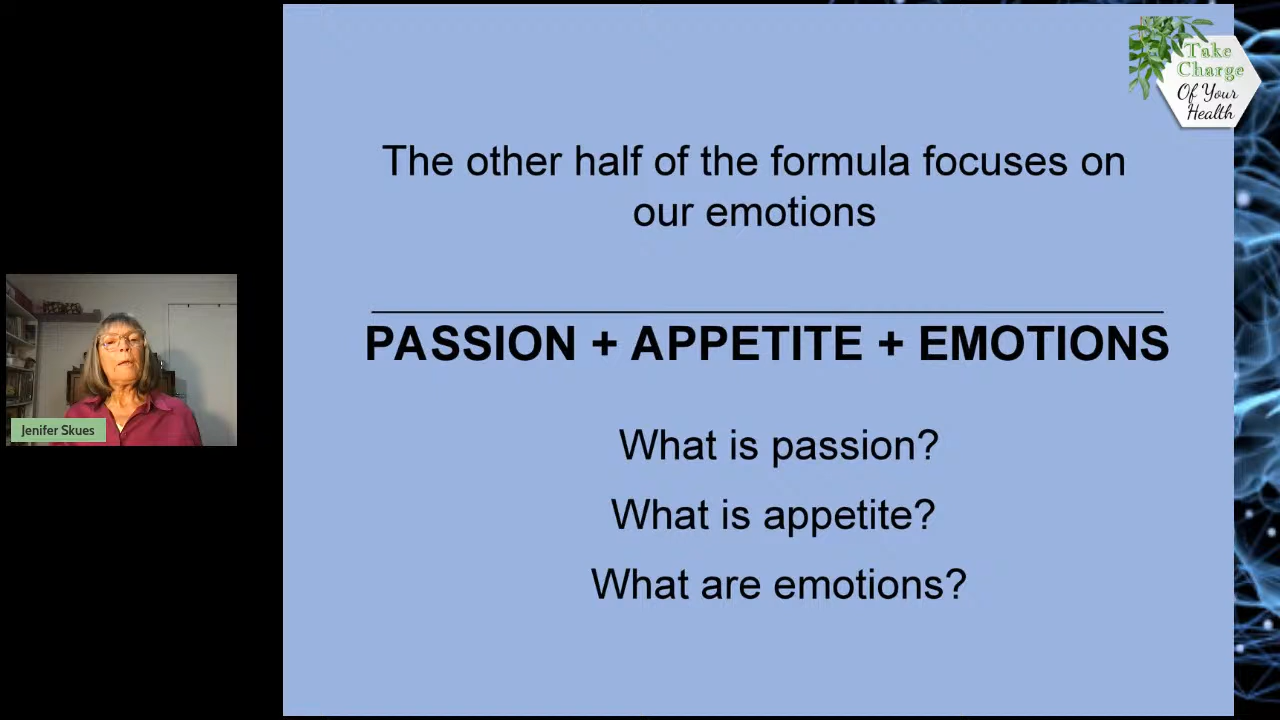 Take
Charge
Of Your
Health
The other half of the formula focuses on
our emotions
PASSION + APPETITE + EMOTIONS
What is passion?
What is appetite?
What are emotions?
Jenifer Skues